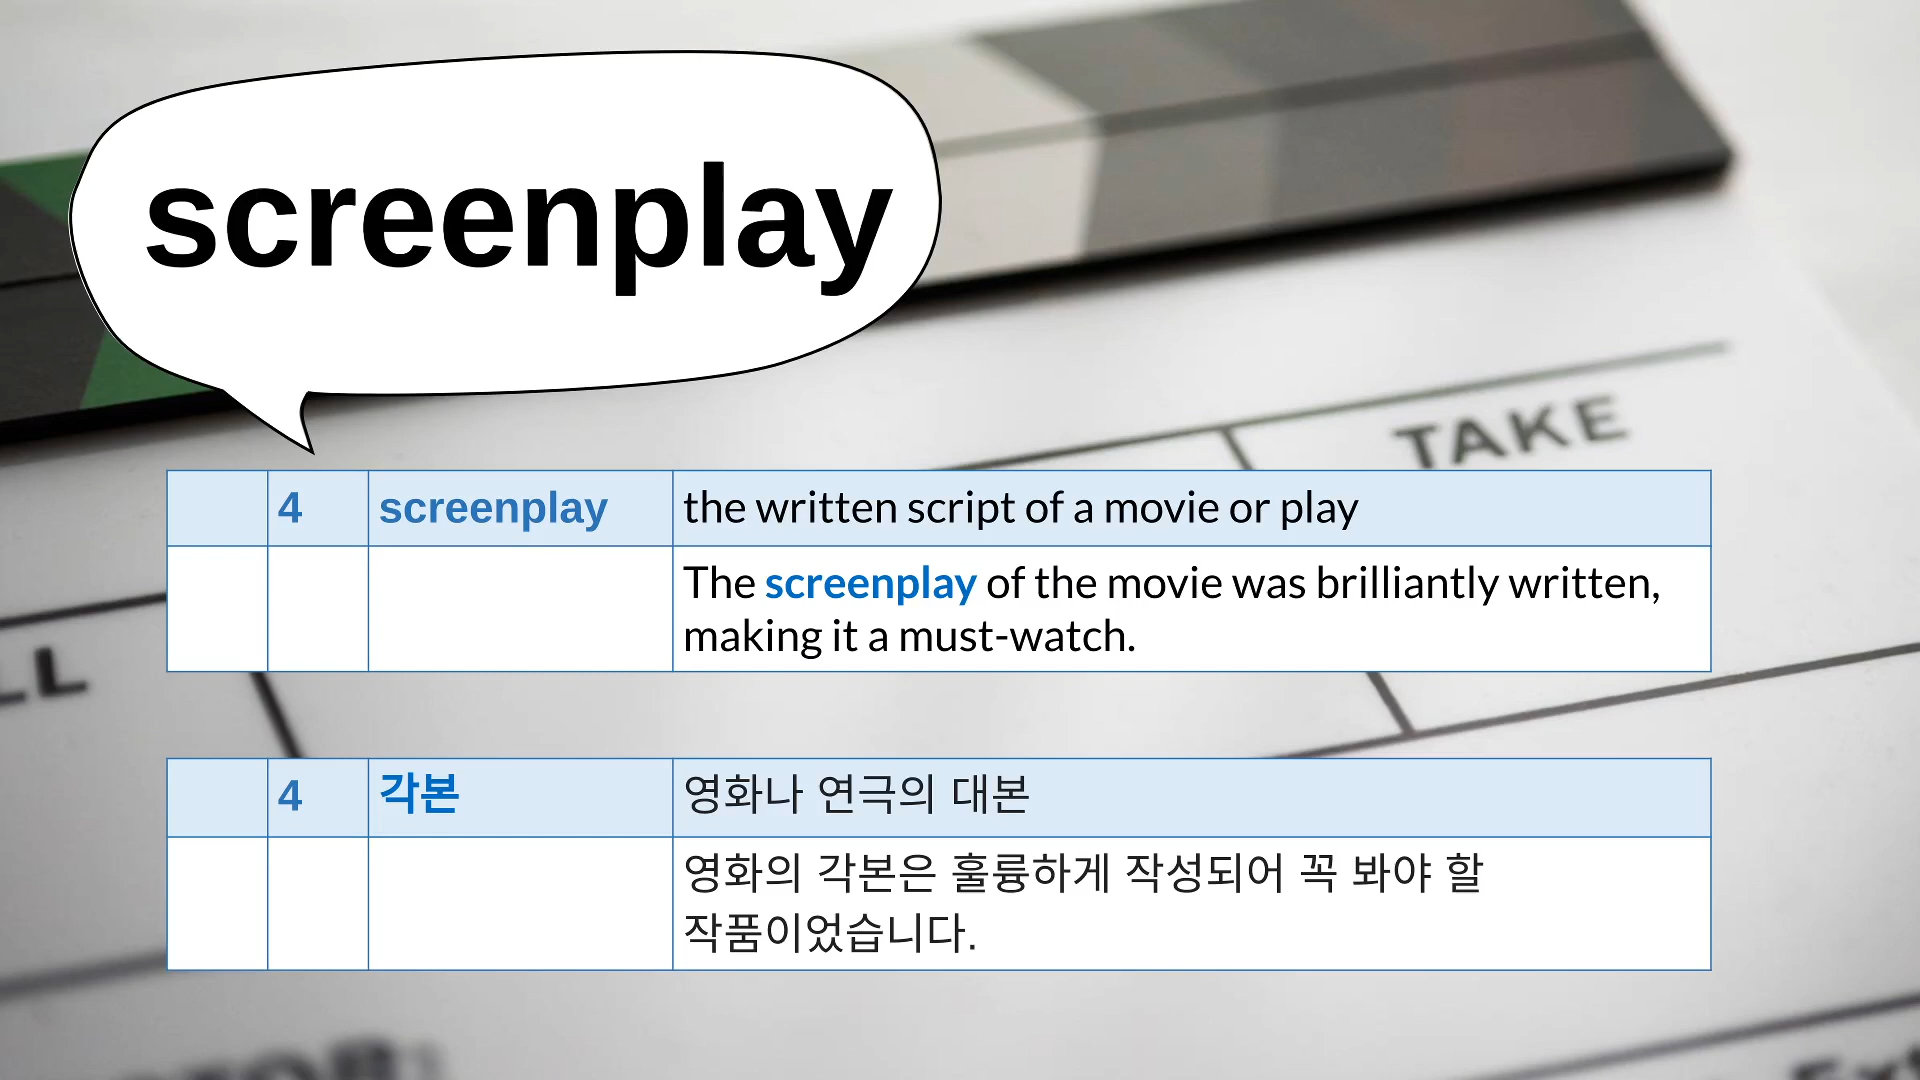 screenplay
TAKE
4 screenplay the written script of a movie or play
The screenplay of the movie was brilliantly written,
making it a must-watch.
LL
4 각본 영화나 연극의 대본
영화의 각본은 훌륭하게 작성되어 꼭 봐야 할
작품이었습니다.